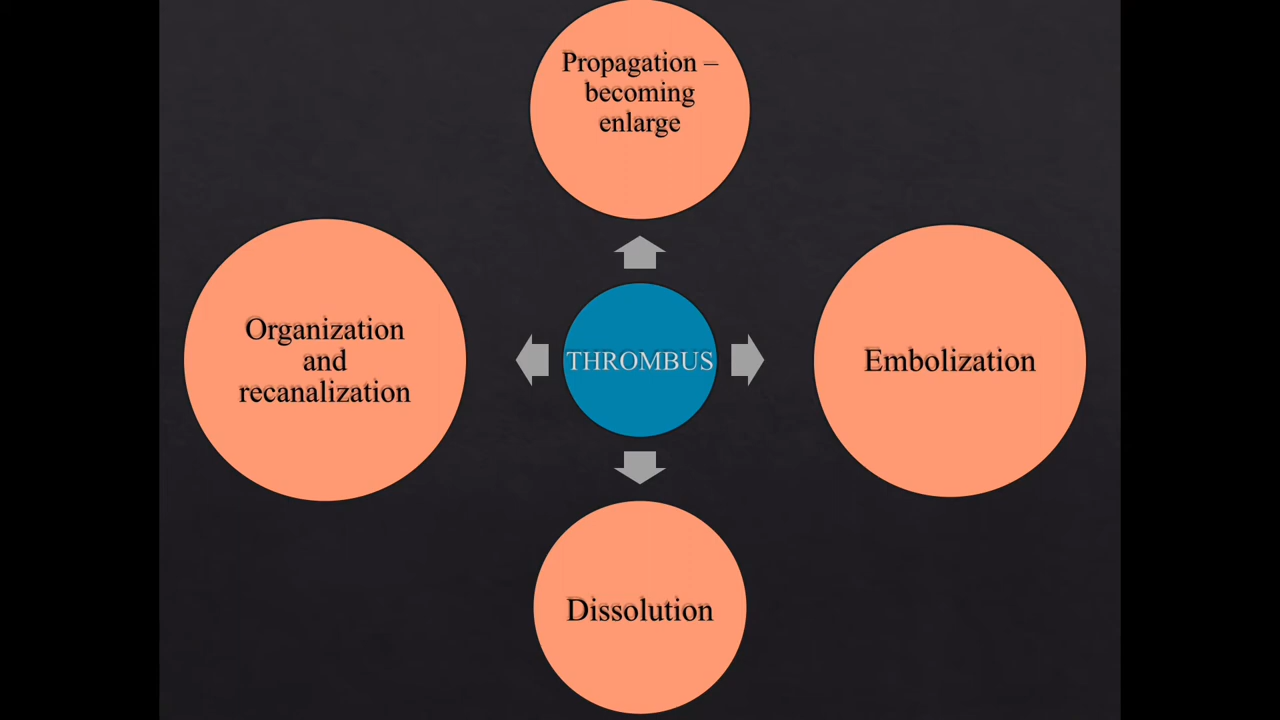 Propagation –
becoming
enlarge
Organization
and
recanalization
THROMBUS
Embolization
Dissolution